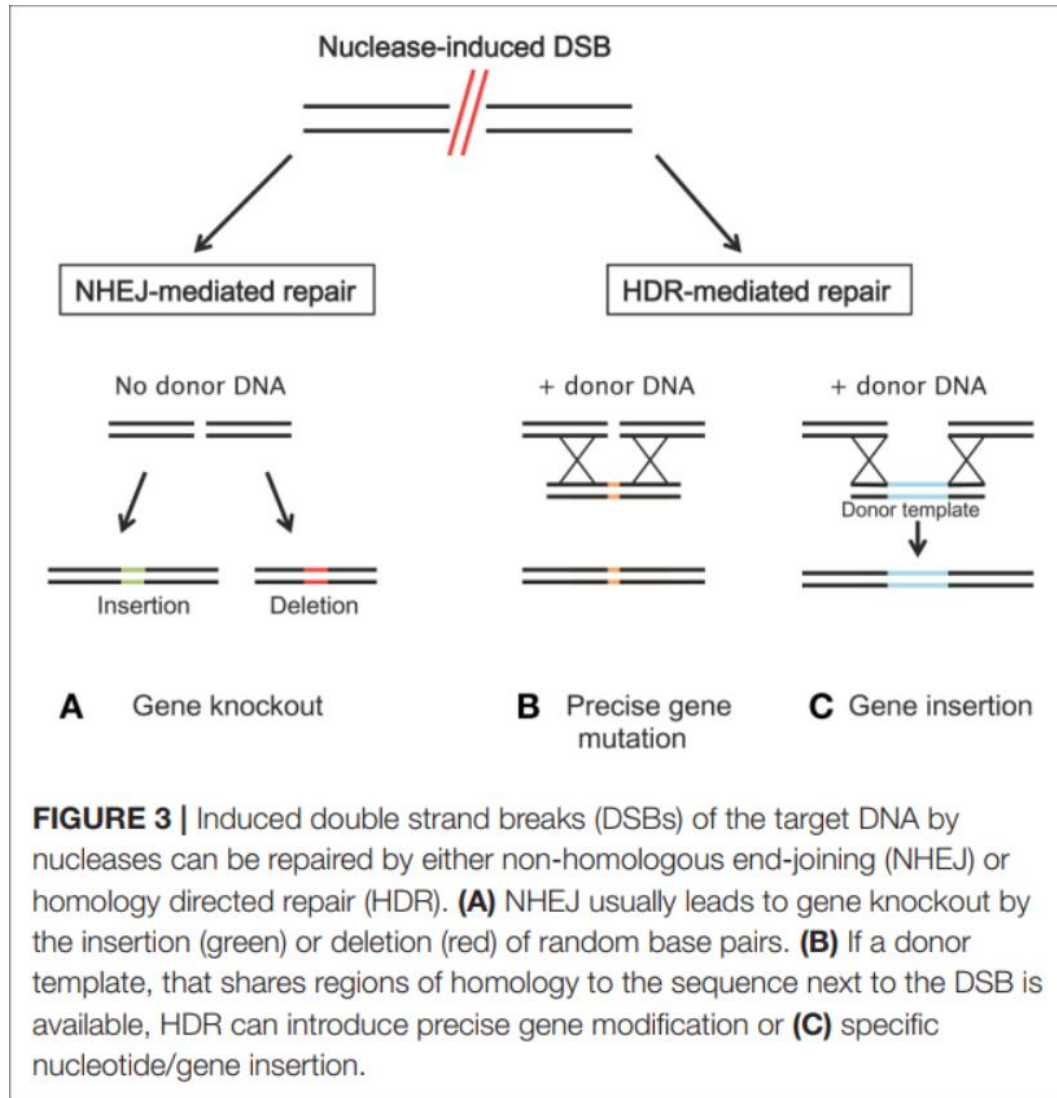 Nuclease-induced DSB
NHEJ-mediated repair
HDR-mediated repair
No donor DNA
+ donor DNA
+ donor DNA
Donor template
Insertion
Deletion
A Gene knockout
B Precise gene
mutation
C Gene insertion
FIGURE 3 | Induced double strand breaks (DSBs) of the target DNA by
nucleases can be repaired by either non-homologous end-joining (NHEJ) or
homology directed repair (HDR). (A) NHEJ usually leads to gene knockout by
the insertion (green) or deletion (red) of random base pairs. (B) If a donor
template, that shares regions of homology to the sequence next to the DSB is
available, HDR can introduce precise gene modification or (C) specific
nucleotide/gene insertion.